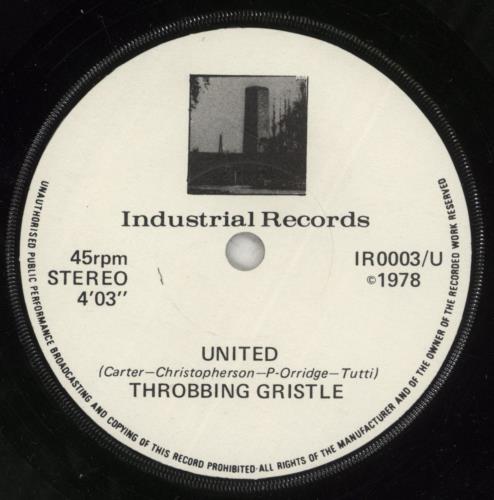 Industrial Records
45rpm
STEREO
4'03"
IR0003/U
©1978
UNITED
(Carter—Christopherson—P-Orridge—Tutti)
THROBBING GRISTLE
UNAUTHORISED PUBLIC PERFORMANCE BROADCASTING AND COPYING OF THIS RECORD PROHIBITED·ALL RIGHTS OF THE MANUFACTURER AND OF THE OWNER OF THE RECORDED WORK RESERVED